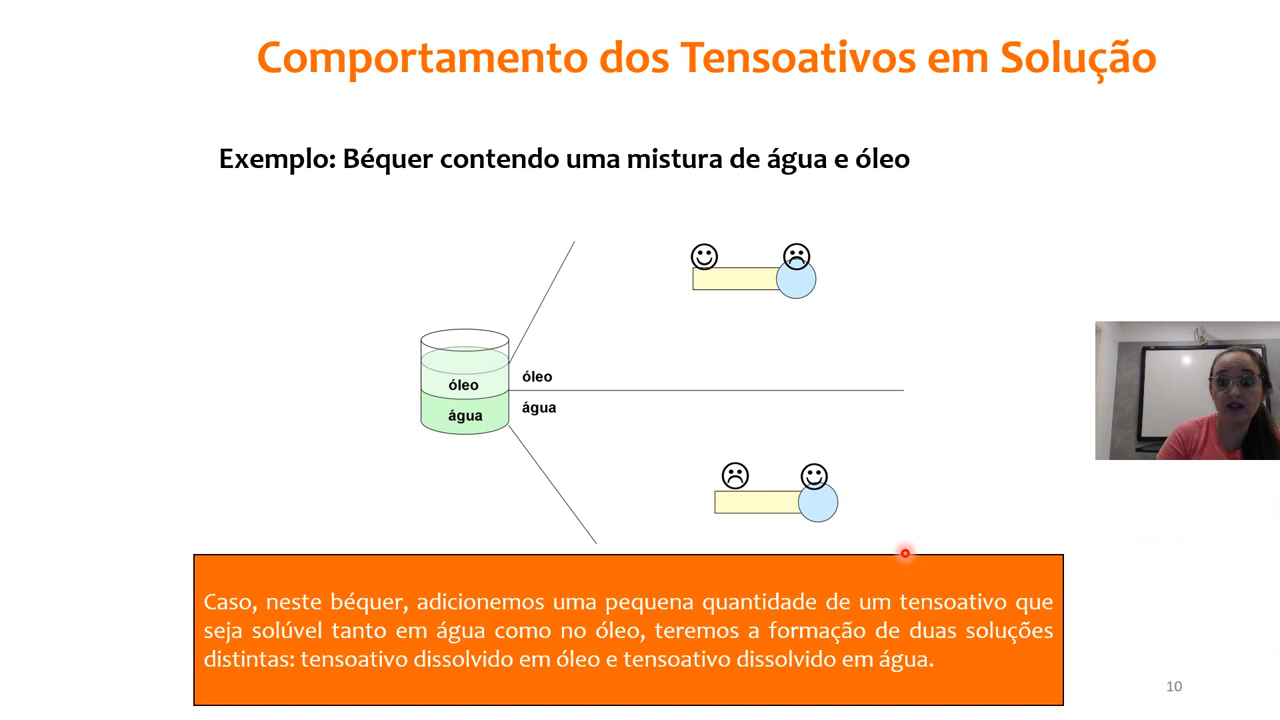 Comportamento dos Tensoativos em Solução
Exemplo: Béquer contendo uma mistura de água e óleo
óleo
óleo
água
água
Caso, neste béquer, adicionemos uma pequena quantidade de um tensoativo que
seja solúvel tanto em água como no óleo, teremos a formação de duas soluções
distintas: tensoativo dissolvido em óleo e tensoativo dissolvido em água.
10